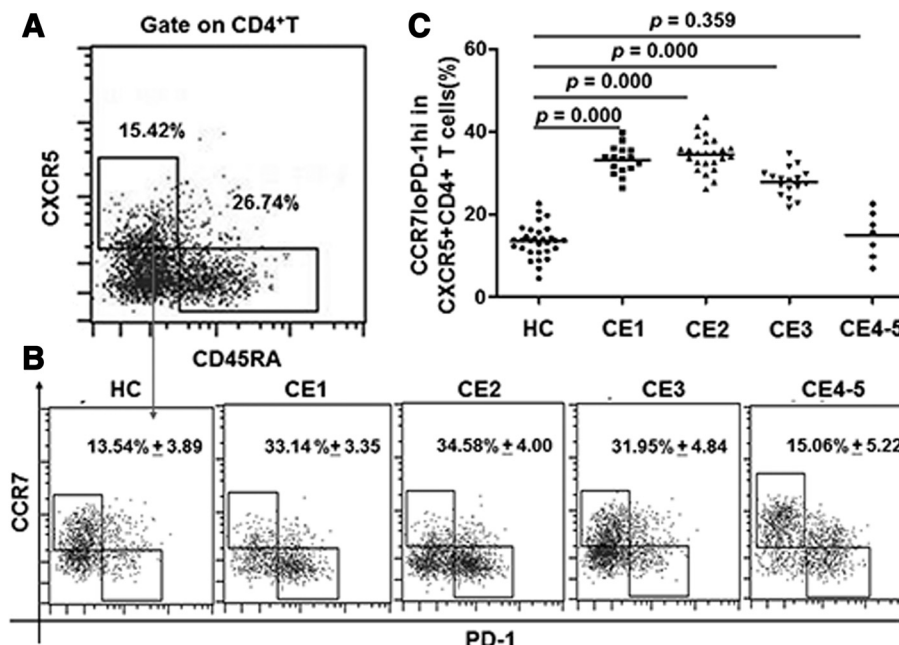 A
Gate on CD4+T
15.42%
26.74%
CXCR5
CD45RA
C
p = 0.359
p = 0.000
p = 0.000
p = 0.000
CCR7loPD-1hi in
CXCR5+CD4+ T cells(%)
60
40
20
0
HC CE1 CE2 CE3 CE4-5
B
HC CE1 CE2 CE3 CE4-5
13.54% ± 3.89 33.14% ± 3.35 34.58% ± 4.00 31.95% ± 4.84 15.06% ± 5.22
CCR7
PD-1